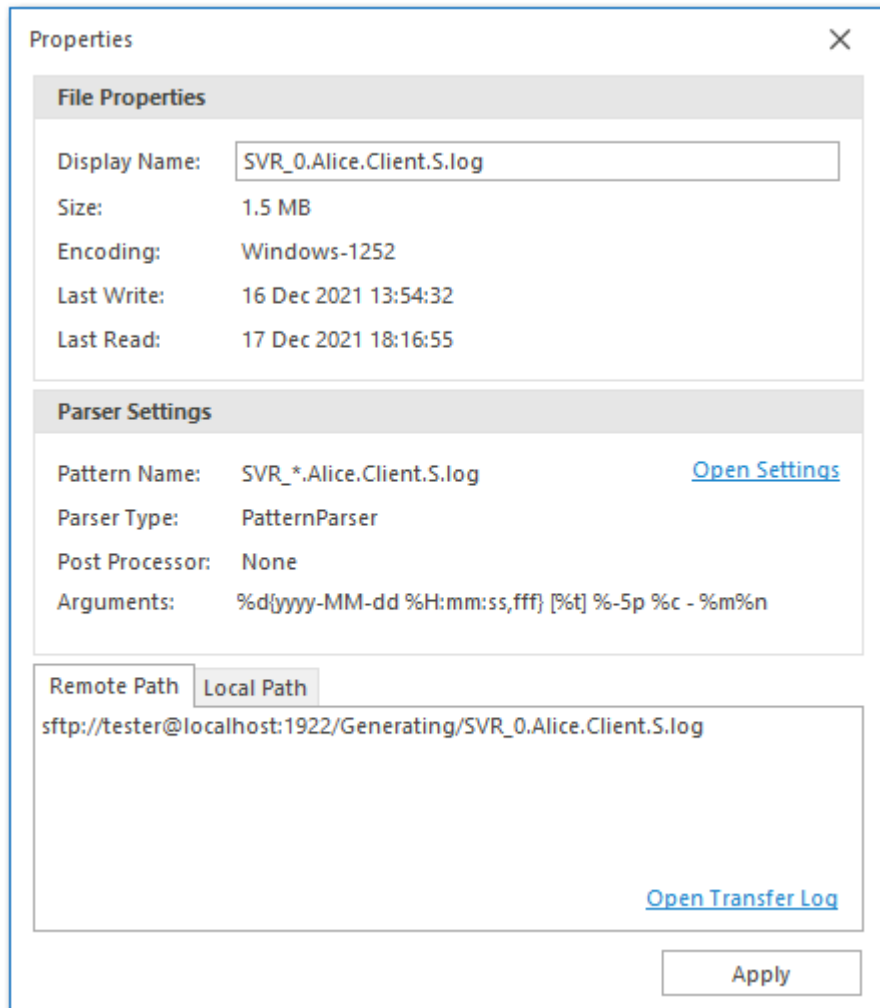 Properties
File Properties
Display Name: SVR_0.Alice.Client.S.log
Size: 1.5 MB
Encoding: Windows-1252
Last Write: 16 Dec 2021 13:54:32
Last Read: 17 Dec 2021 18:16:55
Parser Settings
Pattern Name: SVR_*.Alice.Client.S.log Open Settings
Parser Type: PatternParser
Post Processor: None
Arguments: %d{yyyy-MM-dd %H:mm:ss,fff} [%t] %-5p %c - %m%n
Remote Path Local Path
sftp://tester@localhost:1922/Generating/SVR_0.Alice.Client.S.log
Open Transfer Log
Apply